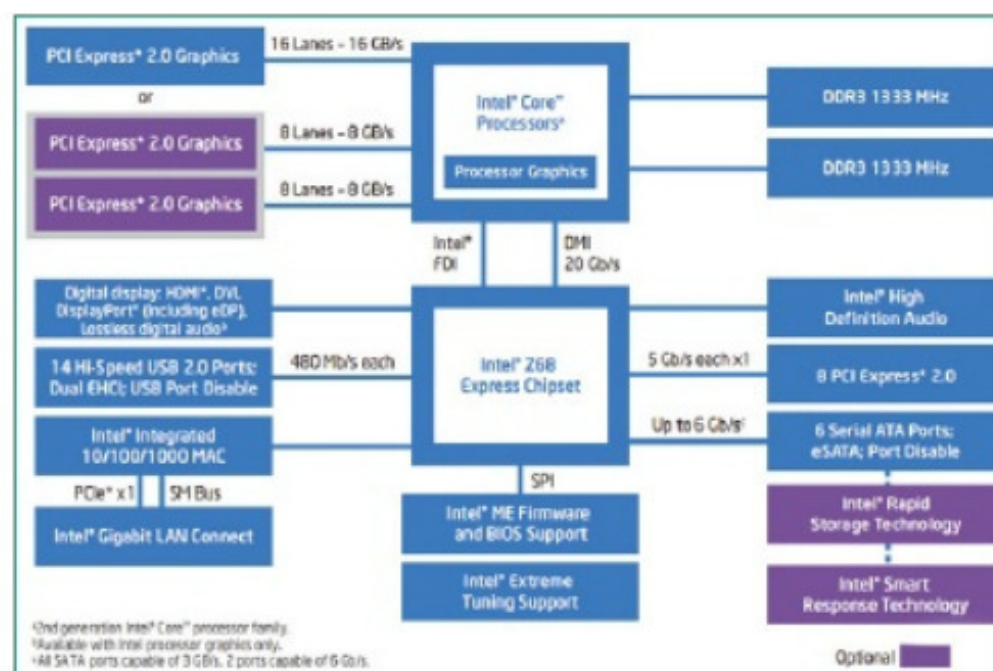 PCI Express* 2.0 Graphics
16 Lanes – 16 GB/s
or
PCI Express* 2.0 Graphics
8 Lanes – 8 GB/s
PCI Express* 2.0 Graphics
8 Lanes – 8 GB/s
Intel® Core™
Processorsᵃ
Processor Graphics
DDR3 1333 MHz
DDR3 1333 MHz
Intel®
FDI
DMI
20 Gb/s
Digital display: HDMI*, DVI,
DisplayPort* (including eDP),
Lossless digital audioᵇ
14 Hi-Speed USB 2.0 Ports;
Dual EHCI; USB Port Disable
480 Mb/s each
Intel® Integrated
10/100/1000 MAC
PCIe* x1
SM Bus
Intel® Gigabit LAN Connect
Intel® Z68
Express Chipset
Intel® High
Definition Audio
5 Gb/s each x1
8 PCI Express* 2.0
Up to 6 Gb/sᶜ
6 Serial ATA Ports;
eSATA; Port Disable
Intel® Rapid
Storage Technology
Intel® Smart
Response Technology
SPI
Intel® ME Firmware
and BIOS Support
Intel® Extreme
Tuning Support
ᵃ2nd generation Intel® Core™ processor family.
ᵇAvailable with Intel processor graphics only.
ᶜAll SATA ports capable of 3 GB/s. 2 ports capable of 6 Gb/s.
Optional